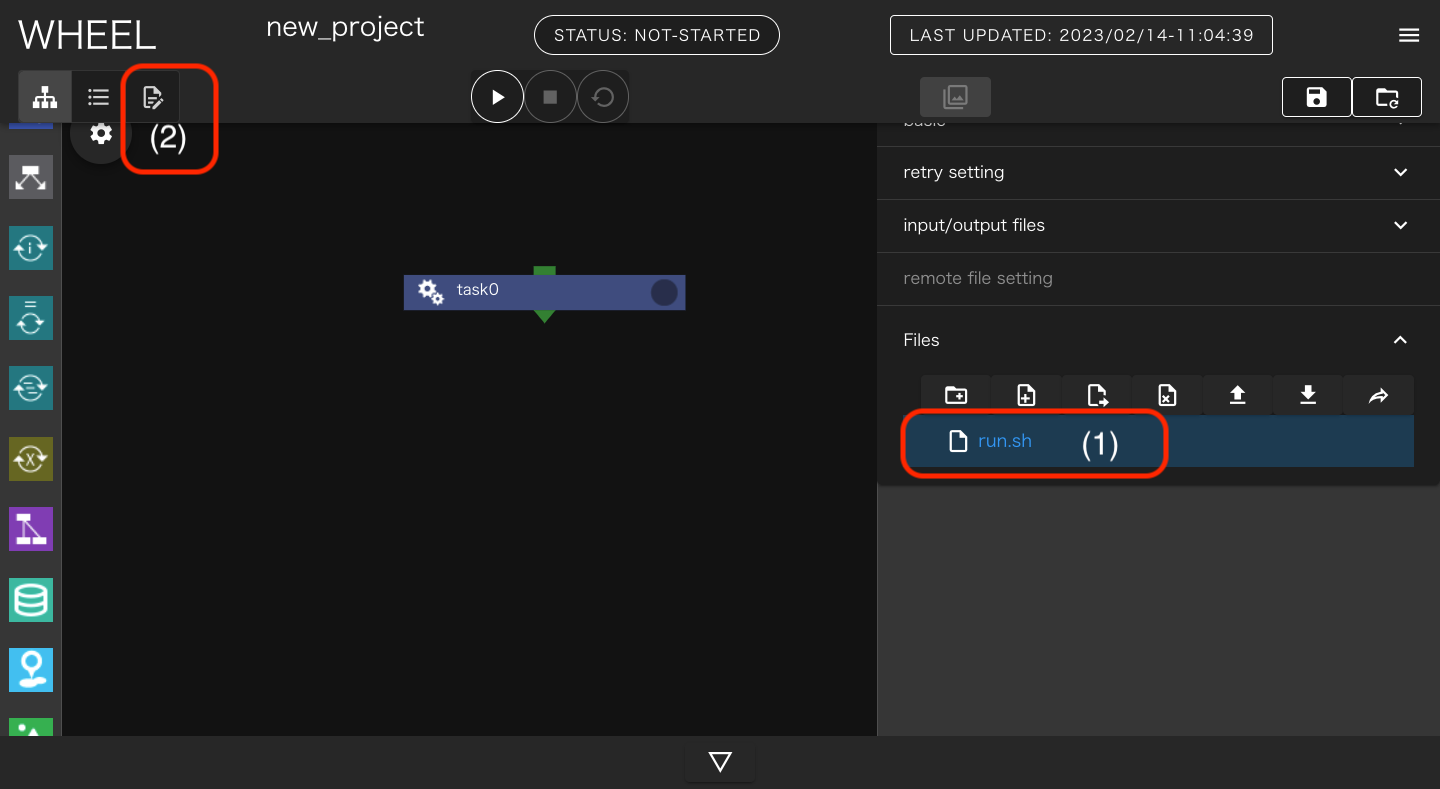 WHEEL
new_project
STATUS: NOT-STARTED
LAST UPDATED: 2023/02/14-11:04:39
(2)
basic
retry setting
input/output files
remote file setting
task0
Files
run.sh
(1)